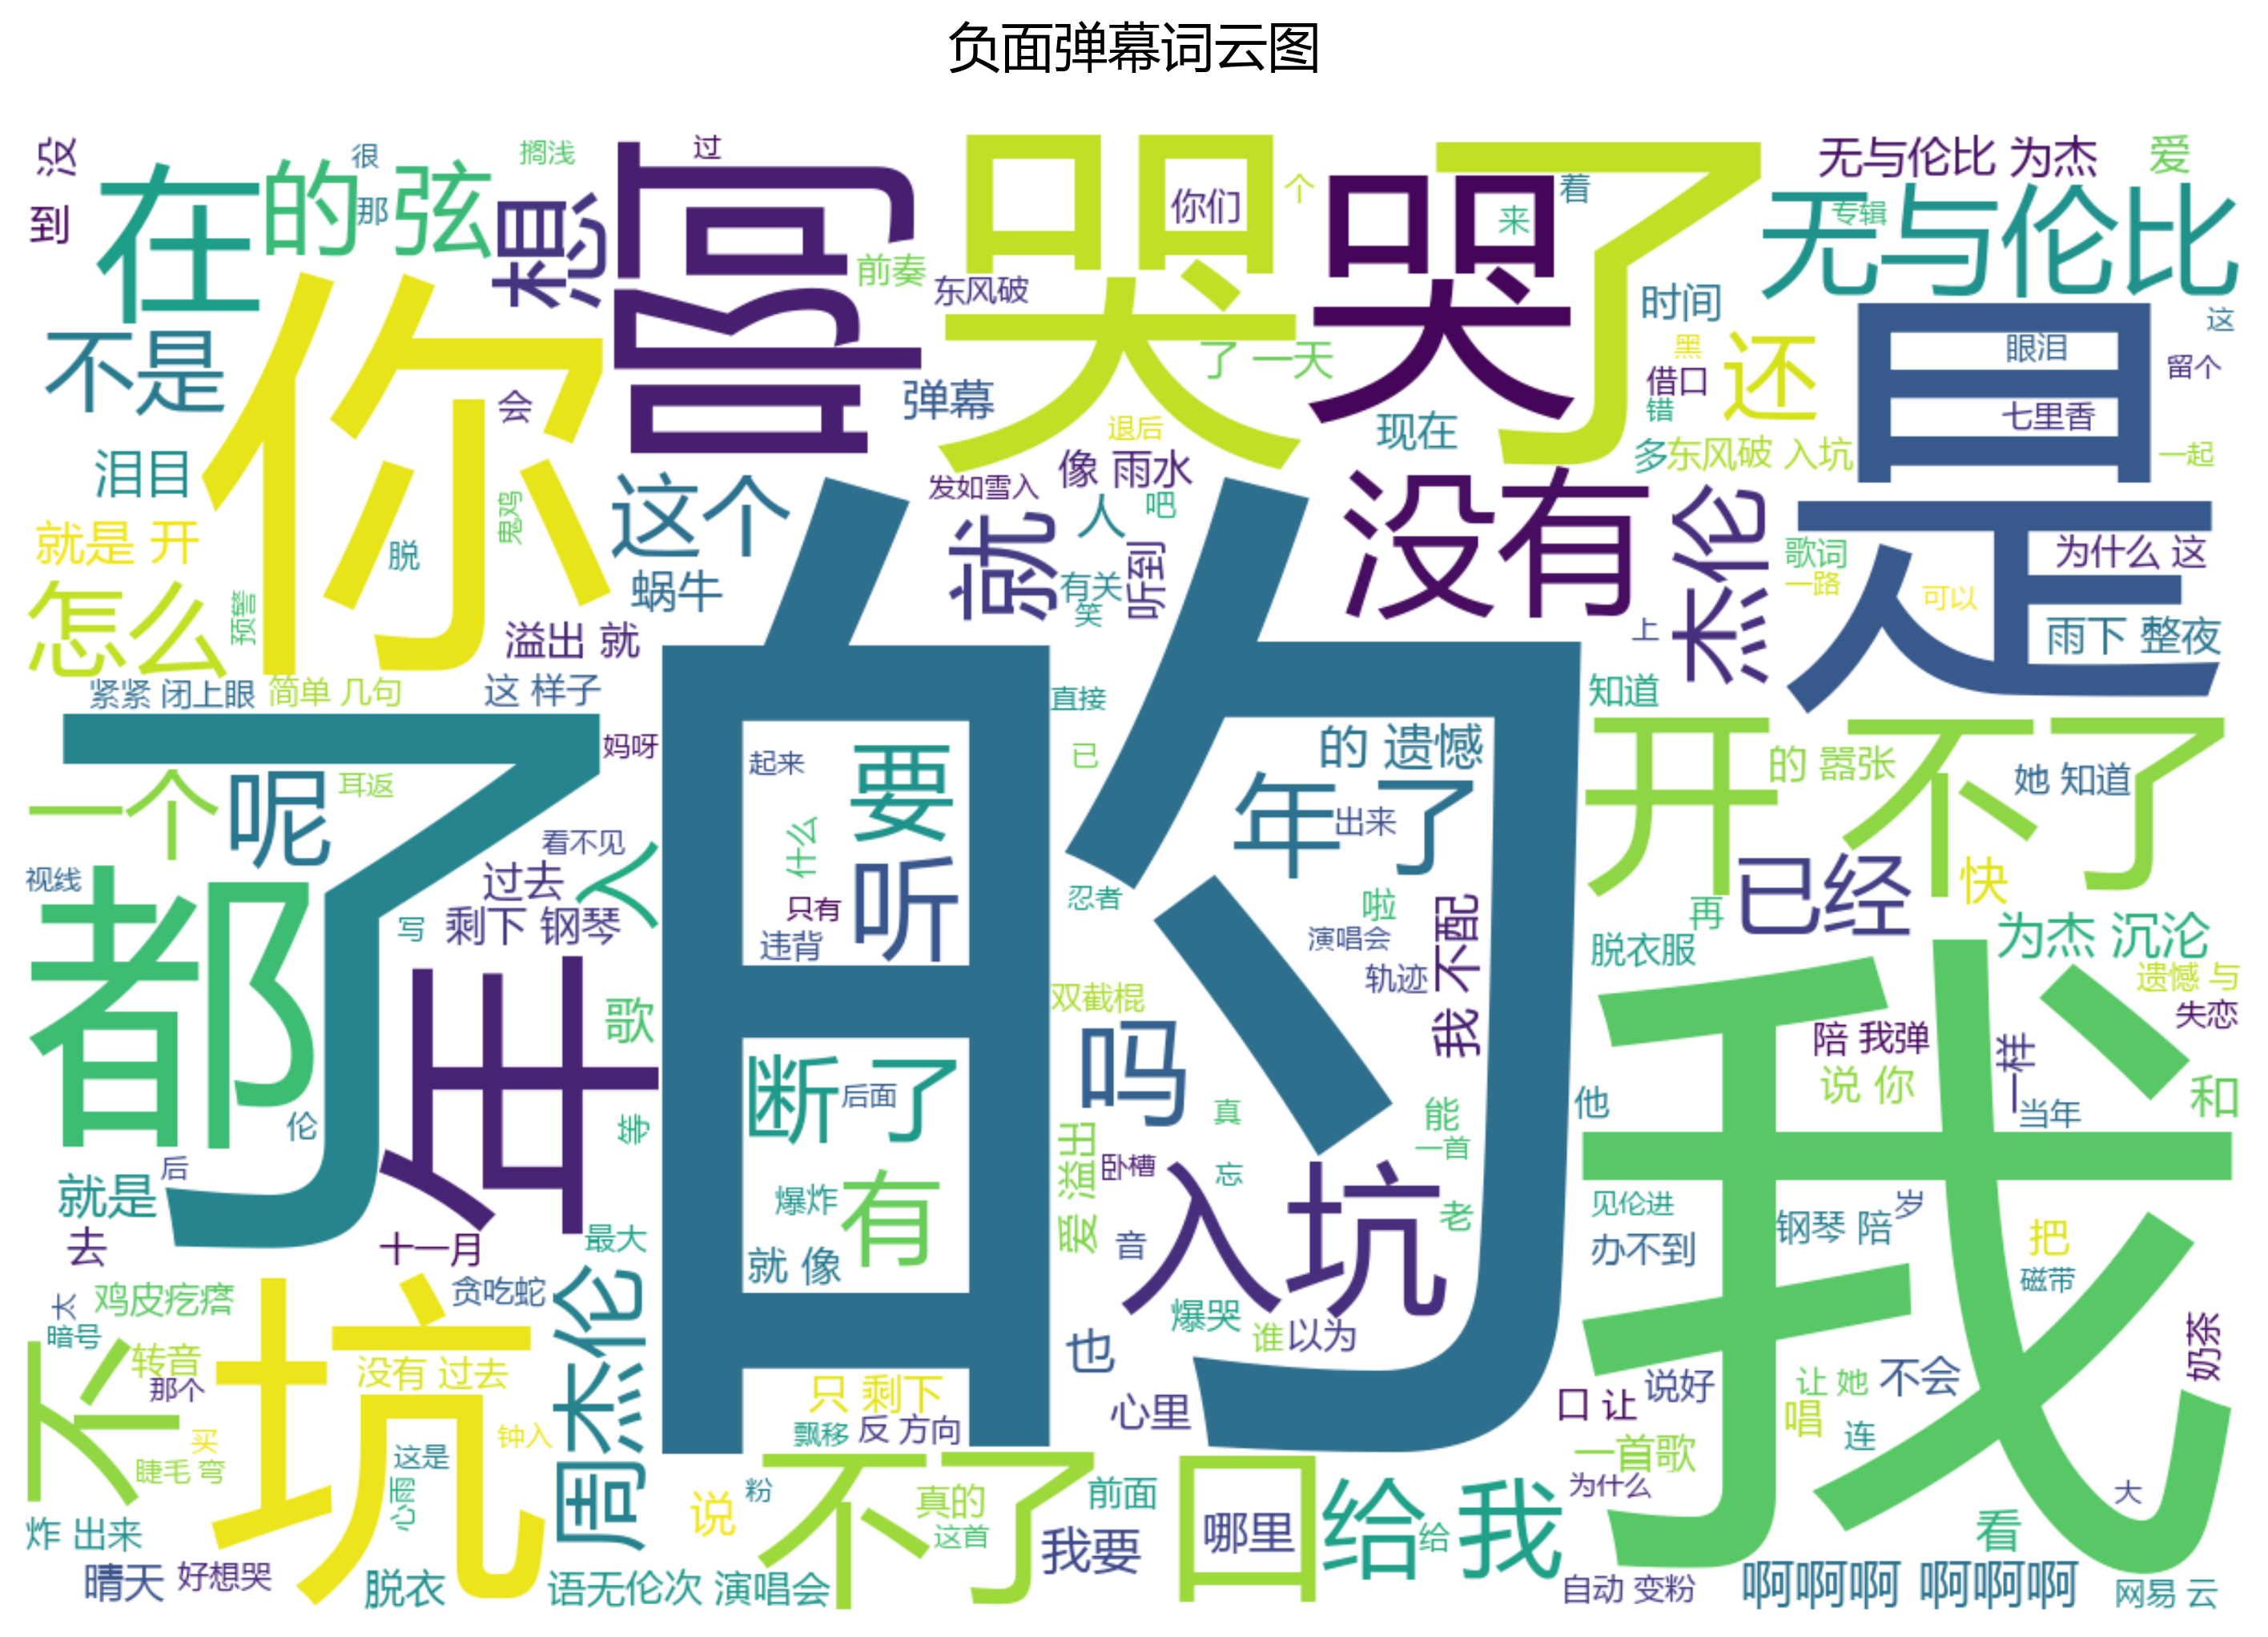 负面弹幕词云图
没
很
搁浅
过
哭了
无与伦比 为杰
爱
到
在
的 弦
那
想
高
你们
个
哭
着
来
无与伦比
专辑
前奏
东风破
时间
是
这
不是
你
会
弹幕
了 一天
黑
借口
还
眼泪
留个
退后
现在
错
七里香
泪目
鬼鸡
这个
发如雪入
像 雨水
多
东风破 入坑
一起
就是 开
脱
就
人
吧
没有
杰伦
歌词
为什么 这
怎么
预警
蜗牛
有关
听到
笑
一路
可以
溢出 就
上
雨下 整夜
紧紧 闭上眼
简单 几句
这 样子
的
直接
知道
了
妈呀
起来
要
已
的 遗憾
开 不了
的 嚣张
她 知道
一个
呢
耳返
看不见
什么
年 了
出来
视线
都
过去
人
听
忍者
啦
已经
快
写
剩下 钢琴
只有
违背
演唱会
我 不配
再
为杰 沉沦
年
轨迹
脱衣服
遗憾 与
歌
双截棍
我
失恋
吗
陪 我弹
一样
断 了
后面
说 你
伦
等
爱 溢出
真
能
他
当年
和
后
卧槽
忘
一首
就是
爆炸
有
入坑
老
见伦进
钢琴 陪
岁
去
十一月
最大
就 像
音
办不到
把
太
鸡皮疙瘩
坑
贪吃蛇
周杰伦
爆哭
谁
以为
磁带
暗号
不
转音
没有 过去
也
奶茶
那个
只 剩下
心里
口 让
说好
让 她
不会
买
钟入
飘移
反 方向
唱
连
睫毛 弯
这是
心雨
一首歌
说
粉
不了
真的
前面
口
给 我
为什么
大
炸 出来
这首
我要
哪里
给
看
晴天
好想哭
脱衣
语无伦次 演唱会
自动 变粉
啊啊啊 啊啊啊
网易 云